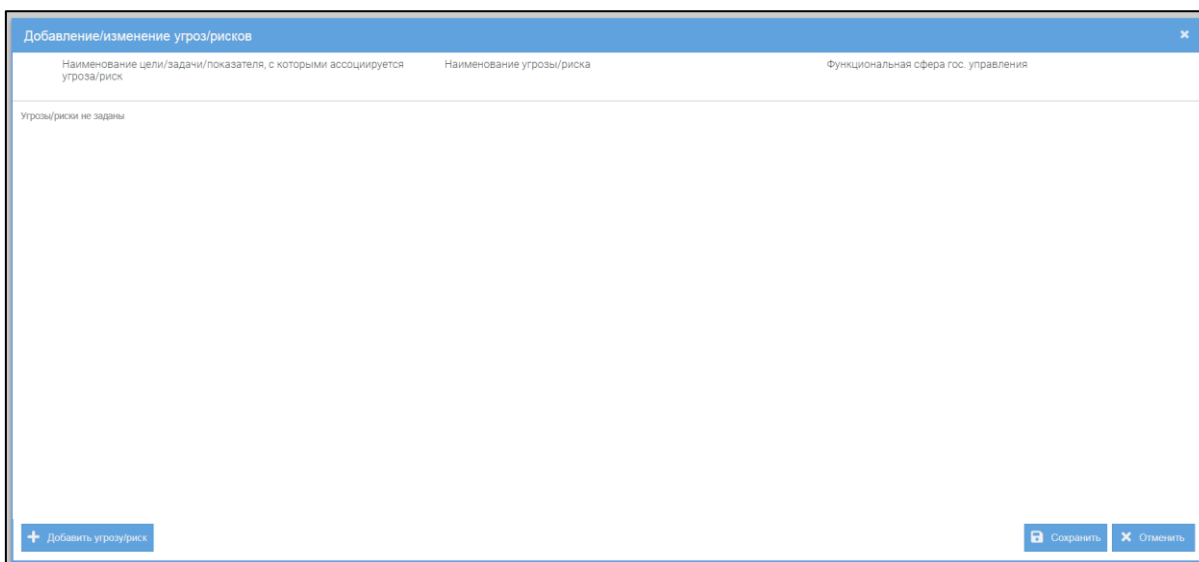 Добавление/изменение угроз/рисков
Наименование цели/задачи/показателя, с которыми ассоциируется
угроза/риск
Наименование угрозы/риска
Функциональная сфера гос. управления
Угрозы/риски не заданы
Добавить угрозу/риск
Сохранить
Отменить